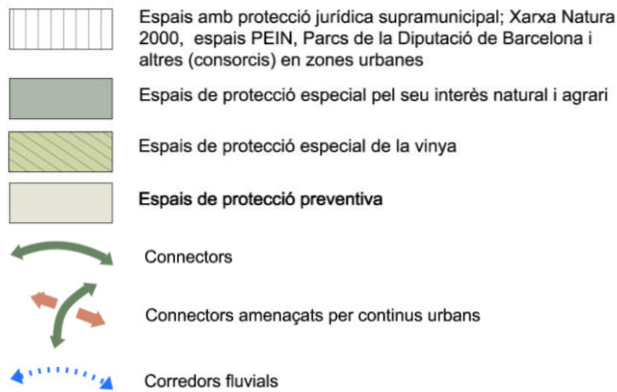 Espais amb protecció jurídica supramunicipal; Xarxa Natura
2000, espais PEIN, Parcs de la Diputació de Barcelona i
altres (consorcis) en zones urbanes
Espais de protecció especial pel seu interès natural i agrari
Espais de protecció especial de la vinya
Espais de protecció preventiva
Connectors
Connectors amenaçats per continus urbans
Corredors fluvials